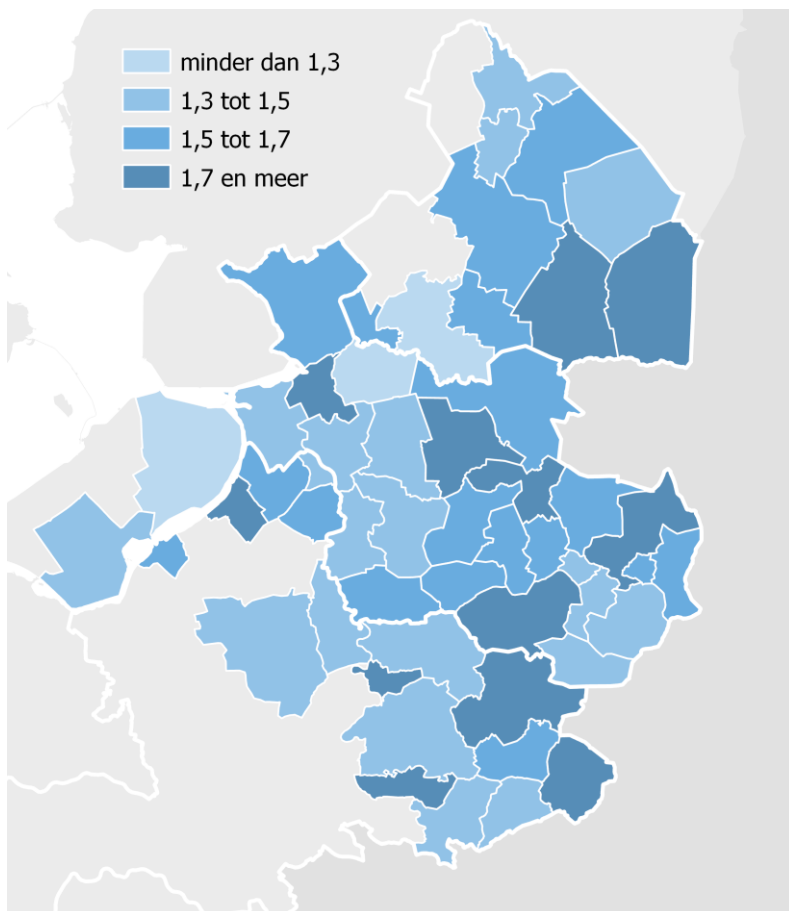 minder dan 1,3
1,3 tot 1,5
1,5 tot 1,7
1,7 en meer